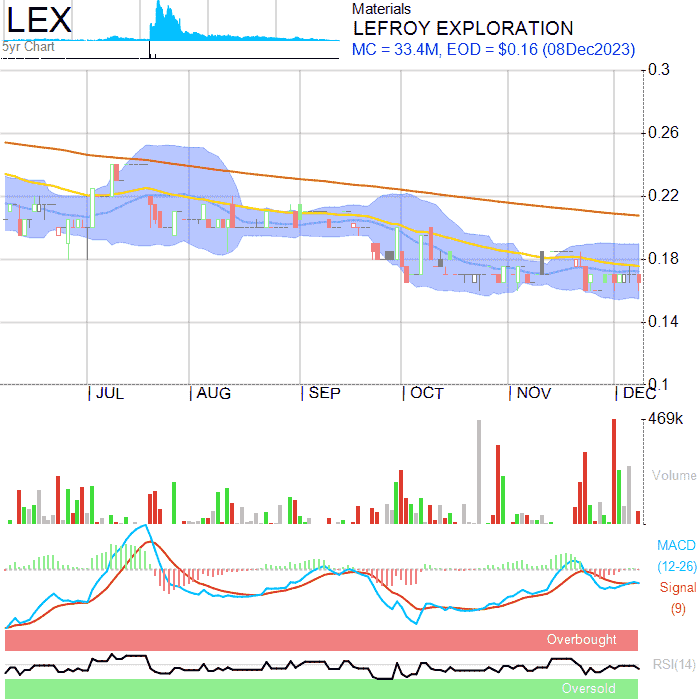 LEX
5yr Chart
Materials
LEFROY EXPLORATION
MC = 33.4M, EOD = $0.16 (08Dec2023)
0.3
0.26
0.22
0.18
0.14
0.1
JUL AUG SEP OCT NOV DEC
469k
Volume
MACD
(12-26)
Signal
(9)
Overbought
RSI(14)
Oversold